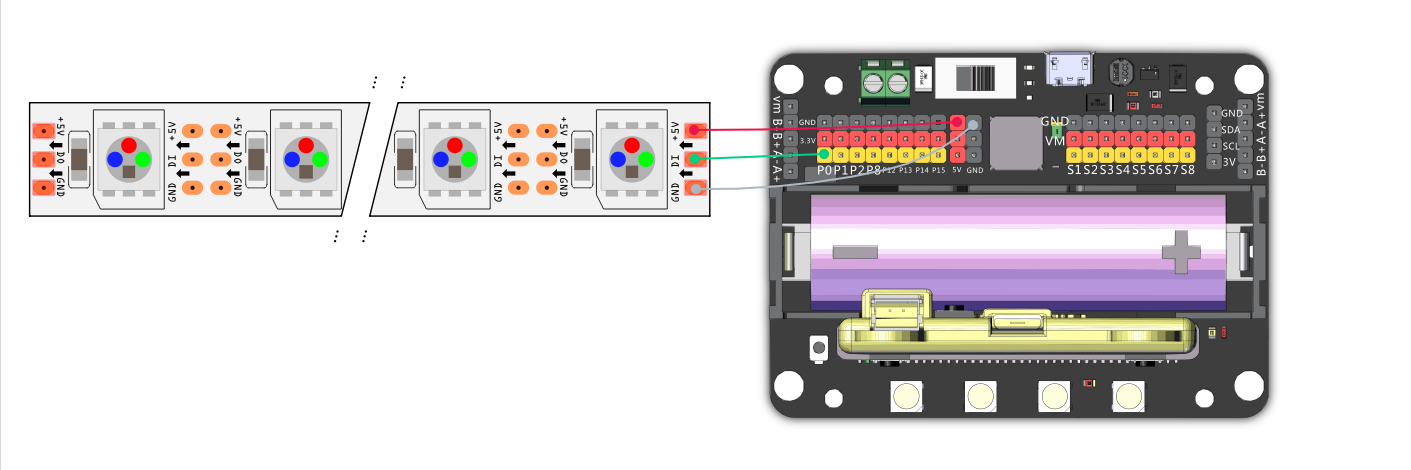 +5V
DO
GND
+5V
DI
GND
+5V
DO
GND
+5V
DI
GND
+5V
DO
GND
+5V
DI
GND
vm B- B+ A- A+
GND
3.3V
P0 P1 P2 P8 P12 P13 P14 P15 5V GND
GND
VM
S1 S2 S3 S4 S5 S6 S7 S8
GND
SDA
SCL
3V
B- B+ A- A+ vm